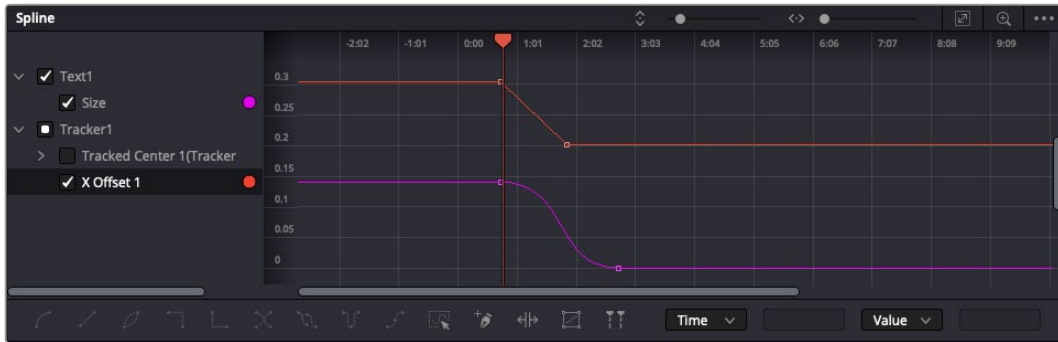 Spline
-2:02 -1:01 0:00 1:01 2:02 3:03 4:04 5:05 6:06 7:07 8:08 9:09
Text1
Size
Tracker1
Tracked Center 1(Tracker
X Offset 1
0.3
0.25
0.2
0.15
0.1
0.05
0
Time
Value